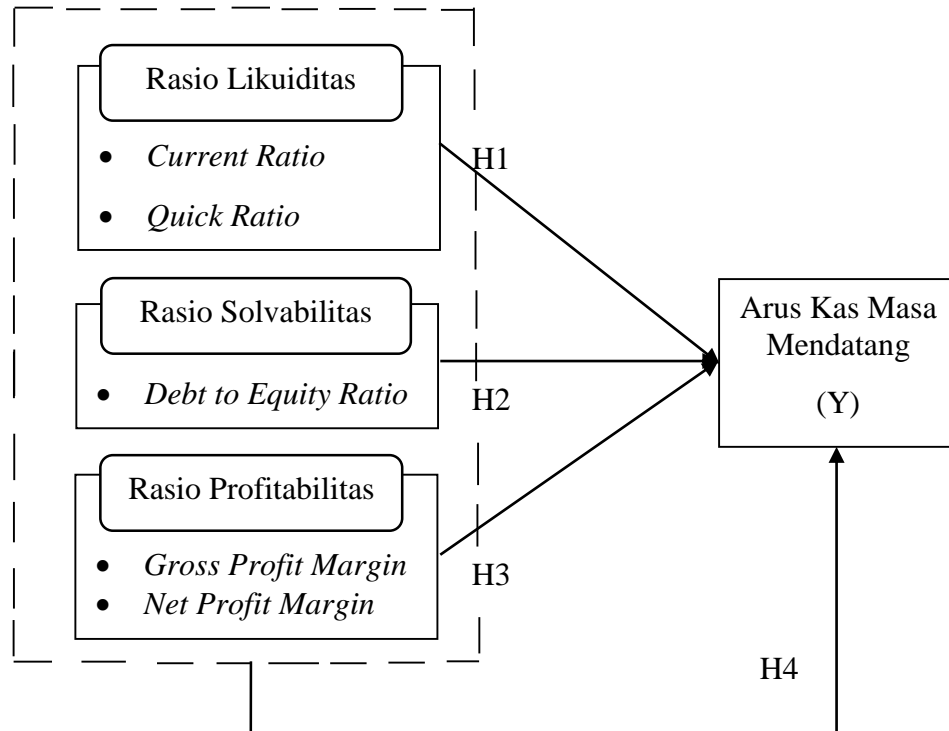 Rasio Likuiditas
• Current Ratio
• Quick Ratio
H1
Rasio Solvabilitas
• Debt to Equity Ratio
H2
Rasio Profitabilitas
• Gross Profit Margin
• Net Profit Margin
H3
Arus Kas Masa
Mendatang
(Y)
H4